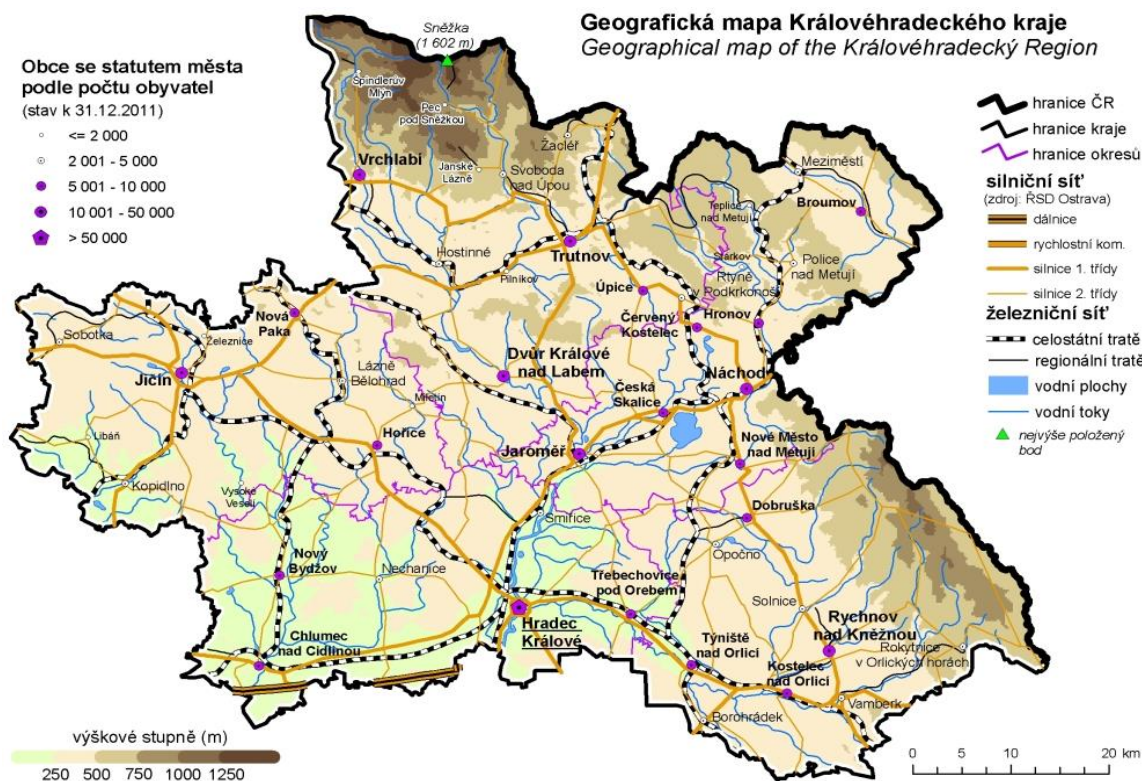 Geografická mapa Královéhradeckého kraje
Geographical map of the Královéhradecký Region
Sněžka
(1 602 m)
Obce se statutem města
podle počtu obyvatel
(stav k 31.12.2011)
<= 2 000
2 001 - 5 000
5 001 - 10 000
10 001 - 50 000
> 50 000
hranice ČR
hranice kraje
hranice okresů
silniční síť
(zdroj: ŘSD Ostrava)
dálnice
rychlostní kom.
silnice 1. třídy
silnice 2. třídy
železniční síť
celostátní tratě
regionální tratě
vodní plochy
vodní toky
nejvýše položený
bod
Špindlerův
Mlýn
Pec
pod Sněžkou
Žacléř
Vrchlabí
Janské
Lázně
Svoboda
nad Úpou
Meziměstí
Teplice
nad Metují
Broumov
Hostinné
Trutnov
Pilníkov
Stárkov
Police
nad Metují
Rtyně
v Podkrkonoší
Úpice
Nová
Paka
Červený
Kostelec
Hronov
Sobotka
Železnice
Jičín
Lázně
Bělohrad
Dvůr Králové
nad Labem
Náchod
Česká
Skalice
Miletín
Libáň
Hořice
Jaroměř
Nové Město
nad Metují
Kopidlno
Vysoké
Veselí
Smiřice
Dobruška
Opočno
Nový
Bydžov
Nechanice
Třebechovice
pod Orebem
Solnice
Hradec
Králové
Rychnov
nad Kněžnou
Chlumec
nad Cidlinou
Týniště
nad Orlicí
Kostelec
nad Orlicí
Rokytnice
v Orlických horách
Vamberk
Borohrádek
výškové stupně (m)
250 500 750 1000 1250
0 5 10 20 km